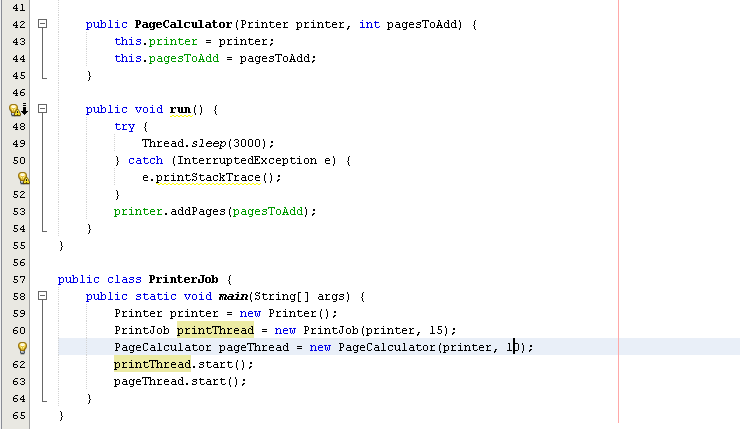 41
42 public PageCalculator(Printer printer, int pagesToAdd) {
43 this.printer = printer;
44 this.pagesToAdd = pagesToAdd;
45 }
46
public void run() {
48 try {
49 Thread.sleep(3000);
50 } catch (InterruptedException e) {
e.printStackTrace();
52 }
53 printer.addPages(pagesToAdd);
54 }
55 }
56
57 public class PrinterJob {
58 public static void main(String[] args) {
59 Printer printer = new Printer();
60 PrintJob printThread = new PrintJob(printer, 15);
PageCalculator pageThread = new PageCalculator(printer, 10);
62 printThread.start();
63 pageThread.start();
64 }
65 }